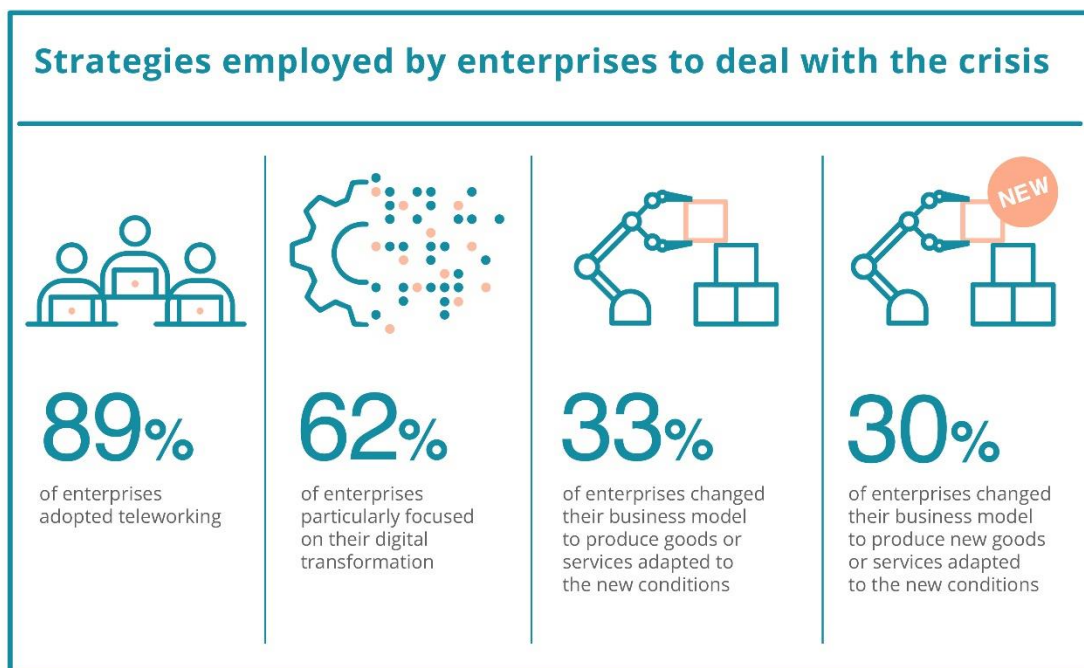 Strategies employed by enterprises to deal with the crisis
NEW
89%
of enterprises
adopted teleworking
62%
of enterprises
particularly focused
on their digital
transformation
33%
of enterprises changed
their business model
to produce goods or
services adapted to
the new conditions
30%
of enterprises changed
their business model
to produce new goods
or services adapted
to the new conditions